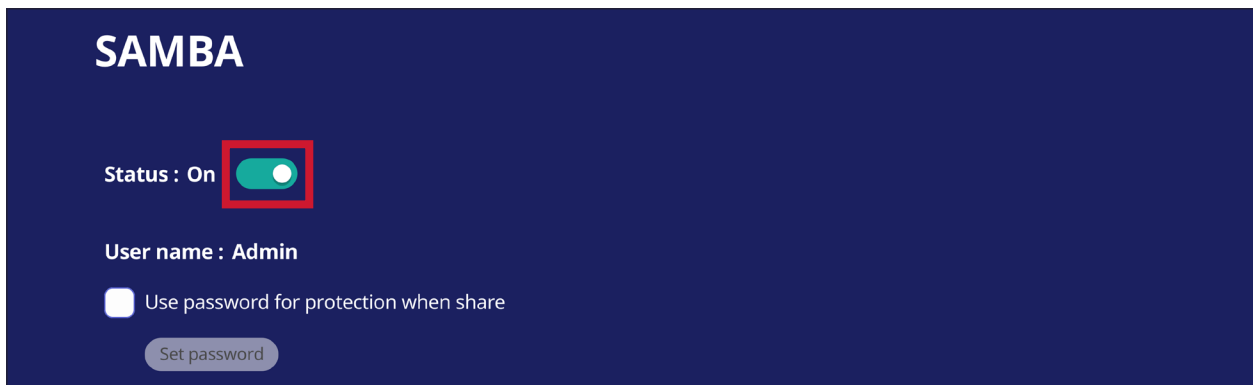 SAMBA
Status : On
User name : Admin
Use password for protection when share
Set password